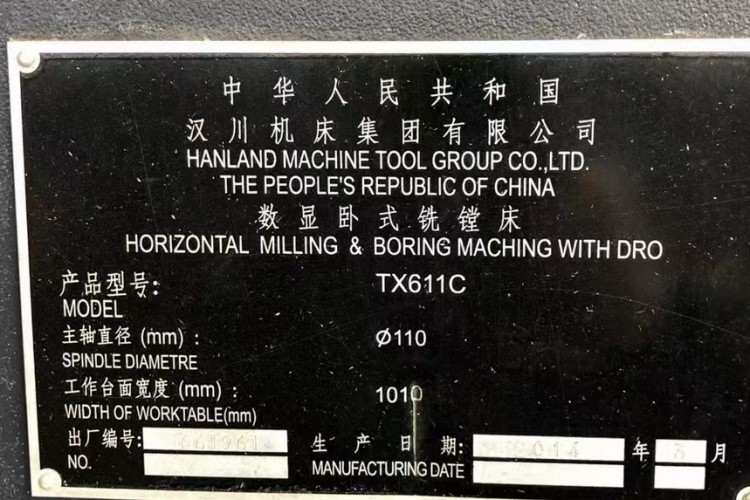 中华人民共和国
汉川机床集团有限公司
HANLAND MACHINE TOOL GROUP CO.,LTD.
THE PEOPLE'S REPUBLIC OF CHINA
数显卧式铣镗床
HORIZONTAL MILLING & BORING MACHING WITH DRO
产品型号: TX611C
MODEL
主轴直径 (mm) : Ø110
SPINDLE DIAMETRE
工作台面宽度 (mm) : 1010
WIDTH OF WORKTABLE(mm)
出厂编号: 生产日期: 2014 年 月
NO. MANUFACTURING DATE